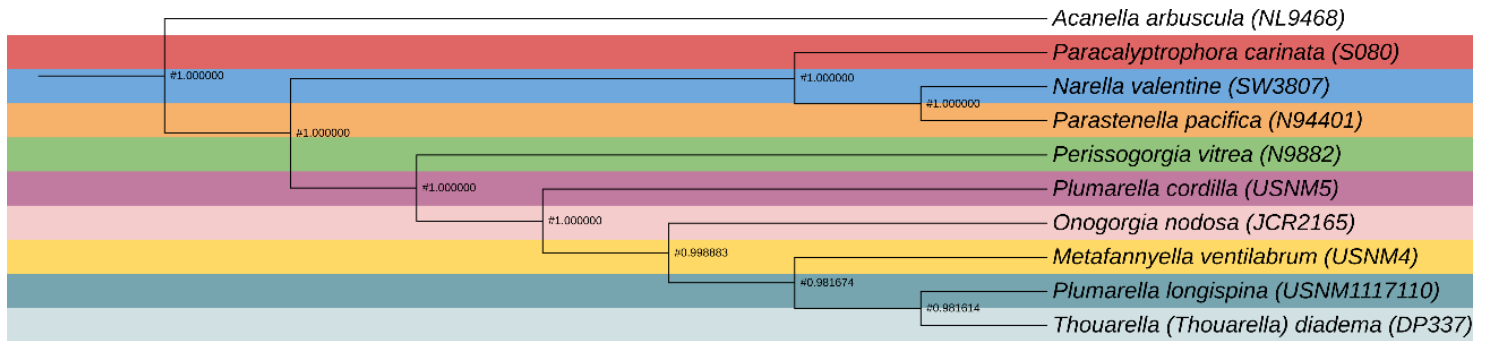 Acanella arbuscula (NL9468)
Paracalyptrophora carinata (S080)
#1.000000
#1.000000
Narella valentine (SW3807)
#1.000000
Parastenella pacifica (N94401)
#1.000000
Perissogorgia vitrea (N9882)
#1.000000
Plumarella cordilla (USNM5)
#1.000000
Onogorgia nodosa (JCR2165)
#0.998883
Metafannyella ventilabrum (USNM4)
#0.981674
Plumarella longispina (USNM1117110)
#0.981614
Thouarella (Thouarella) diadema (DP337)